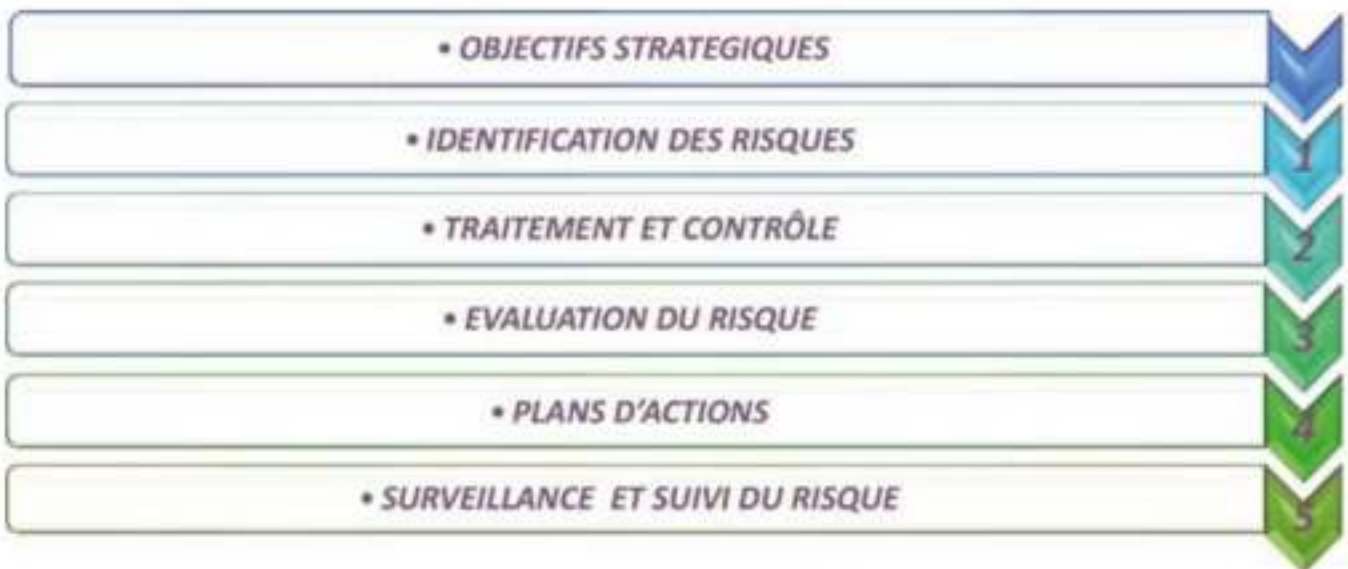 • OBJECTIFS STRATEGIQUES
• IDENTIFICATION DES RISQUES
1
• TRAITEMENT ET CONTRÔLE
2
• EVALUATION DU RISQUE
3
• PLANS D'ACTIONS
4
• SURVEILLANCE ET SUIVI DU RISQUE
5